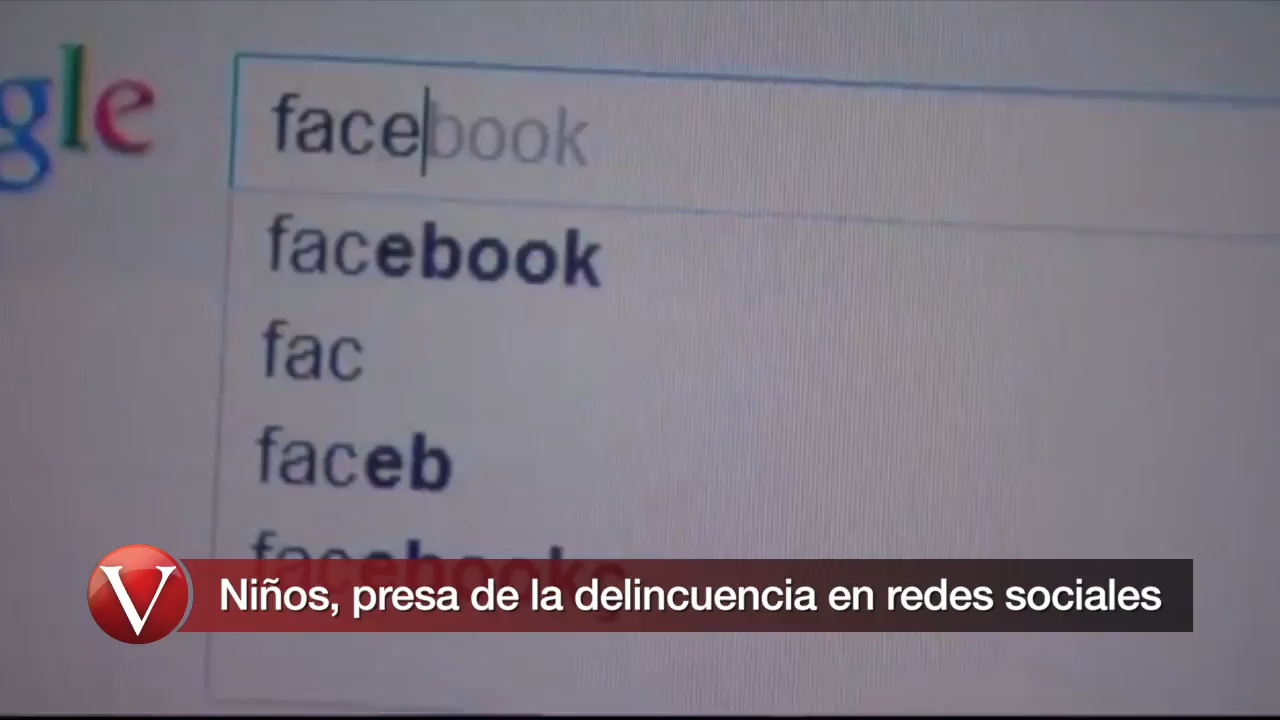 gle
facebook
facebook
fac
faceb
V
Niños, presa de la delincuencia en redes sociales